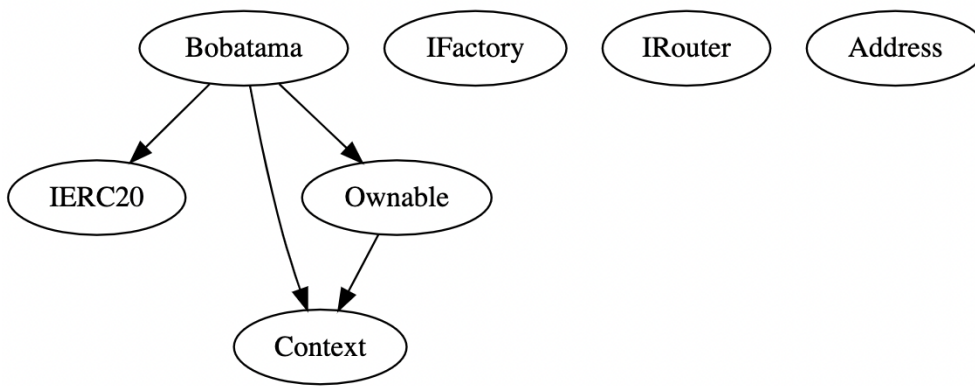 Bobatama
IFactory
IRouter
Address
IERC20
Ownable
Context